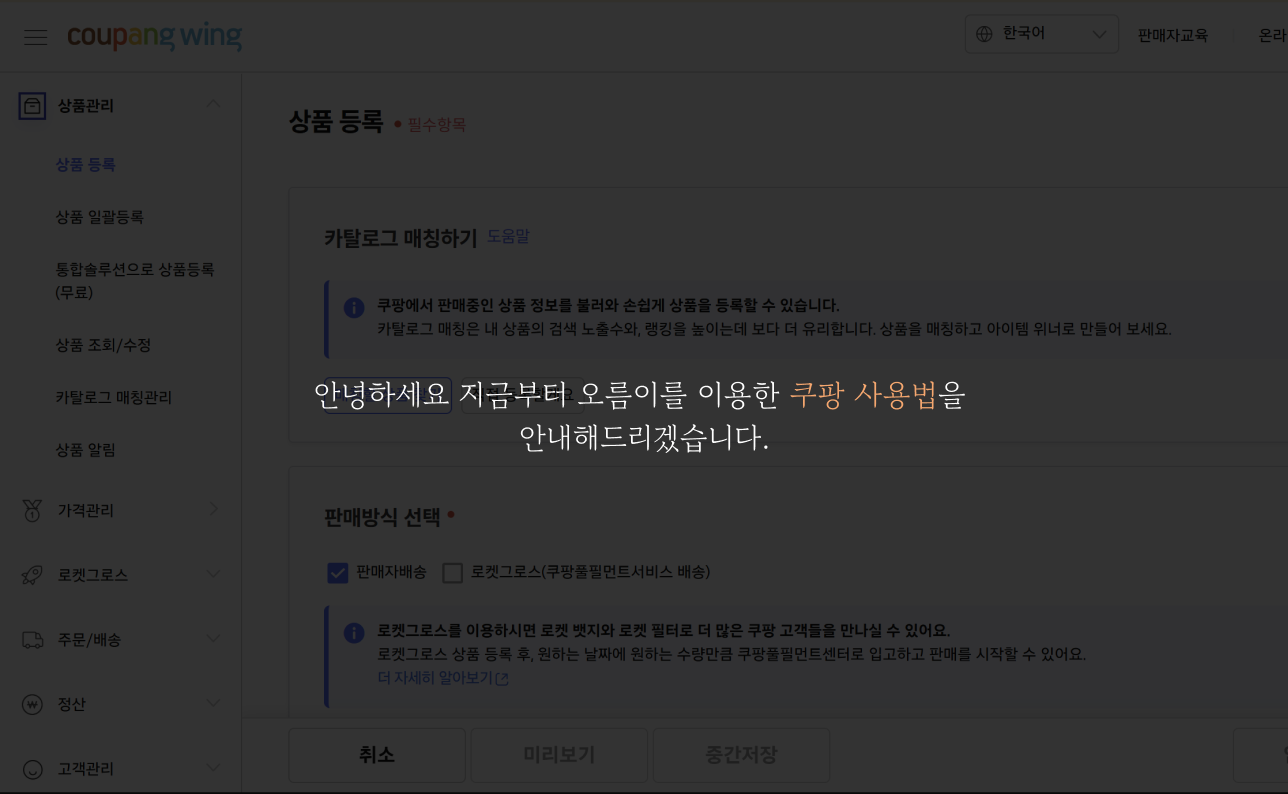 coupang wing
한국어
판매자교육
온라
상품관리
상품 등록
상품 일괄등록
통합솔루션으로 상품등록
(무료)
상품 조회/수정
카탈로그 매칭관리
상품 알림
가격관리
로켓그로스
주문/배송
정산
고객관리
상품 등록 • 필수항목
카탈로그 매칭하기 도움말
쿠팡에서 판매중인 상품 정보를 불러와 손쉽게 상품을 등록할 수 있습니다.
카탈로그 매칭은 내 상품의 검색 노출수와, 랭킹을 높이는데 보다 더 유리합니다. 상품을 매칭하고 아이템 위너로 만들어 보세요.
안녕하세요 지금부터 오름이를 이용한 쿠팡 사용법을
안내해드리겠습니다.
판매방식 선택 •
판매자배송 로켓그로스(쿠팡풀필먼트서비스 배송)
로켓그로스를 이용하시면 로켓 뱃지와 로켓 필터로 더 많은 쿠팡 고객들을 만나실 수 있어요.
로켓그로스 상품 등록 후, 원하는 날짜에 원하는 수량만큼 쿠팡풀필먼트센터로 입고하고 판매를 시작할 수 있어요.
더 자세히 알아보기
취소
미리보기
중간저장